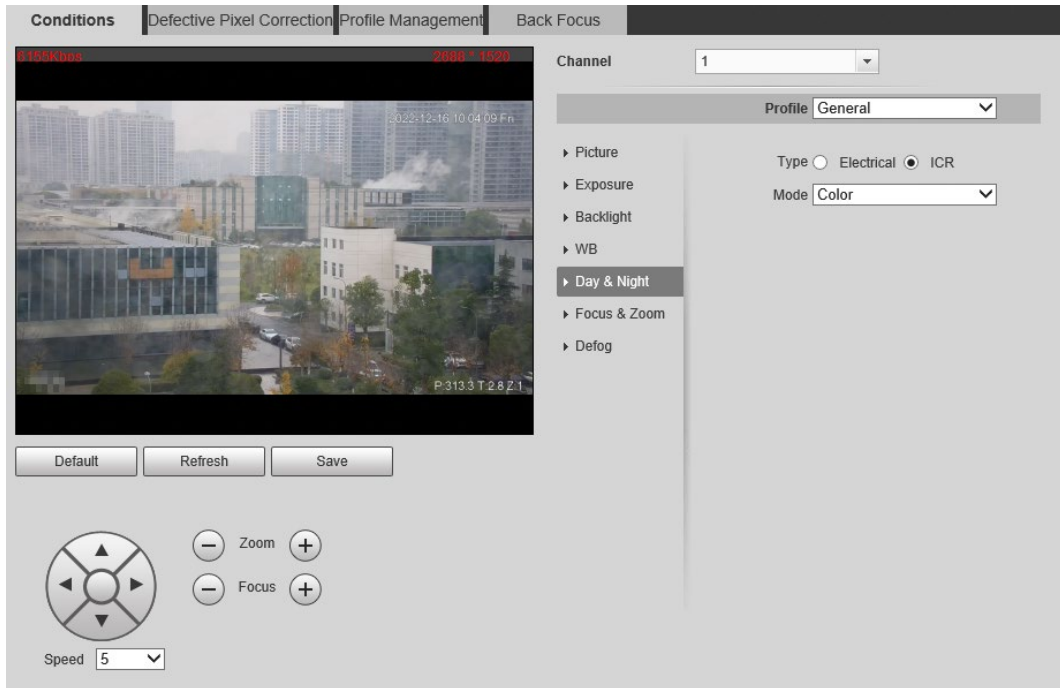 Conditions Defective Pixel Correction Profile Management Back Focus
6155Kbps 2688 * 1520
2022-12-16 10:04:09 Fri
P:313.3 T:2.8 Z:1
Default Refresh Save
Zoom
Focus
Speed 5
Channel 1
Profile General
Picture
Exposure
Backlight
WB
Day & Night
Focus & Zoom
Defog
Type Electrical ICR
Mode Color